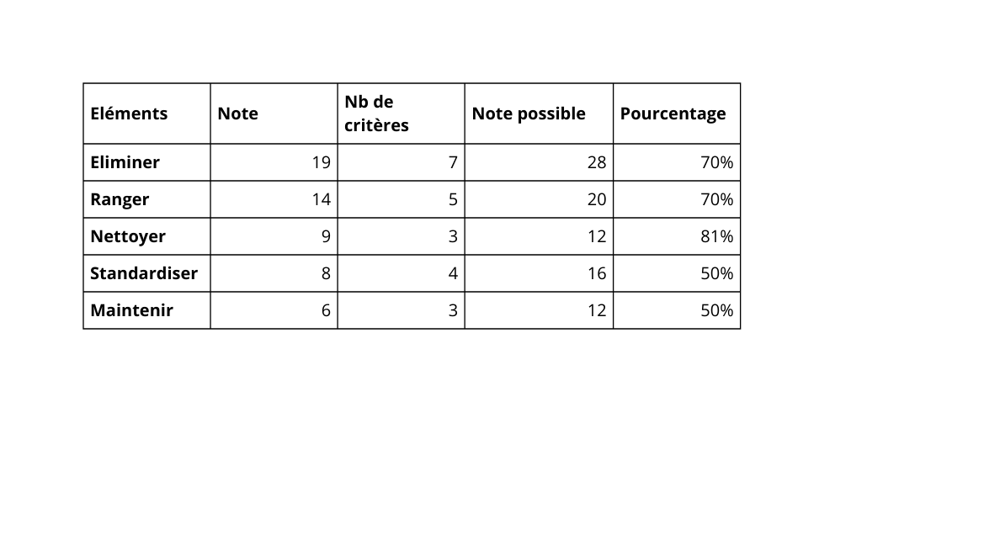 Eléments Note Nb de critères Note possible Pourcentage
Eliminer 19 7 28 70%
Ranger 14 5 20 70%
Nettoyer 9 3 12 81%
Standardiser 8 4 16 50%
Maintenir 6 3 12 50%